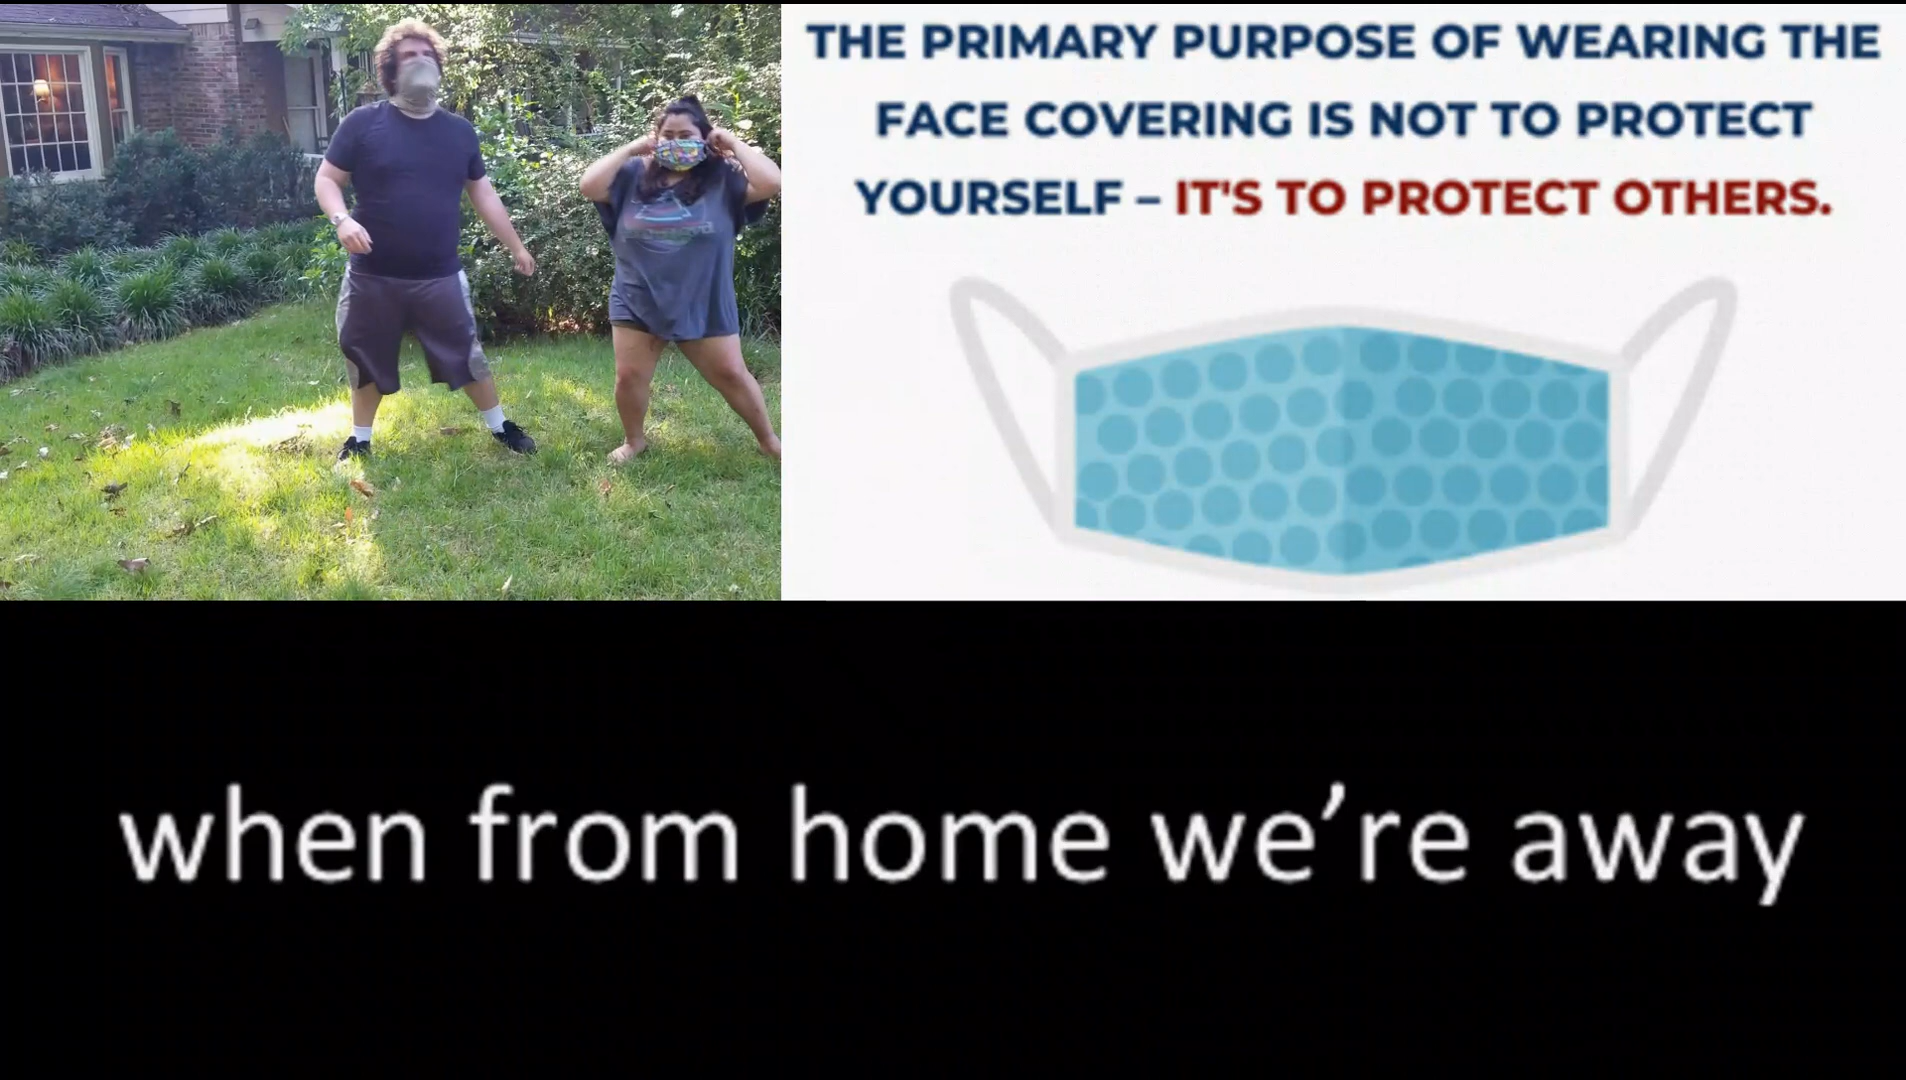 THE PRIMARY PURPOSE OF WEARING THE
FACE COVERING IS NOT TO PROTECT
YOURSELF – IT'S TO PROTECT OTHERS.
when from home we’re away